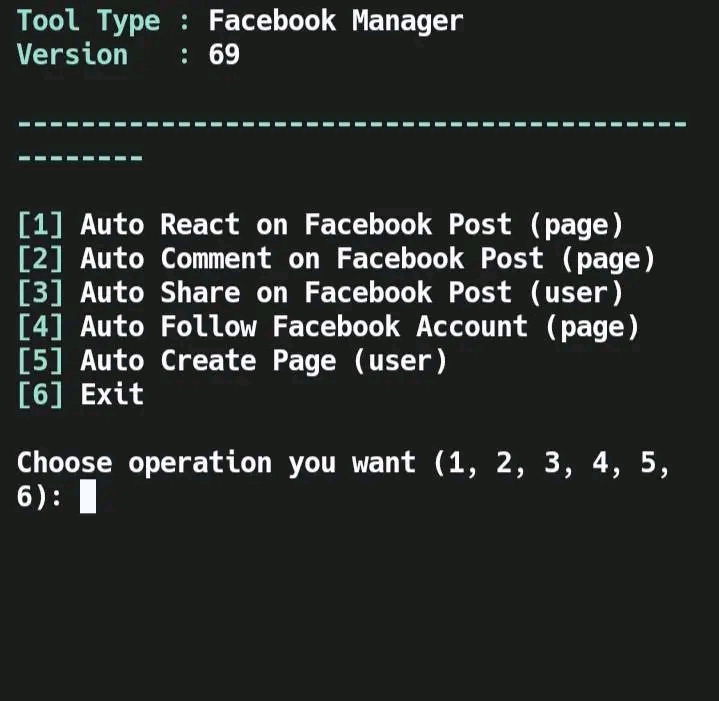 Tool Type : Facebook Manager
Version   : 69
------------------------------------------
--------
[1] Auto React on Facebook Post (page)
[2] Auto Comment on Facebook Post (page)
[3] Auto Share on Facebook Post (user)
[4] Auto Follow Facebook Account (page)
[5] Auto Create Page (user)
[6] Exit
Choose operation you want (1, 2, 3, 4, 5,
6):